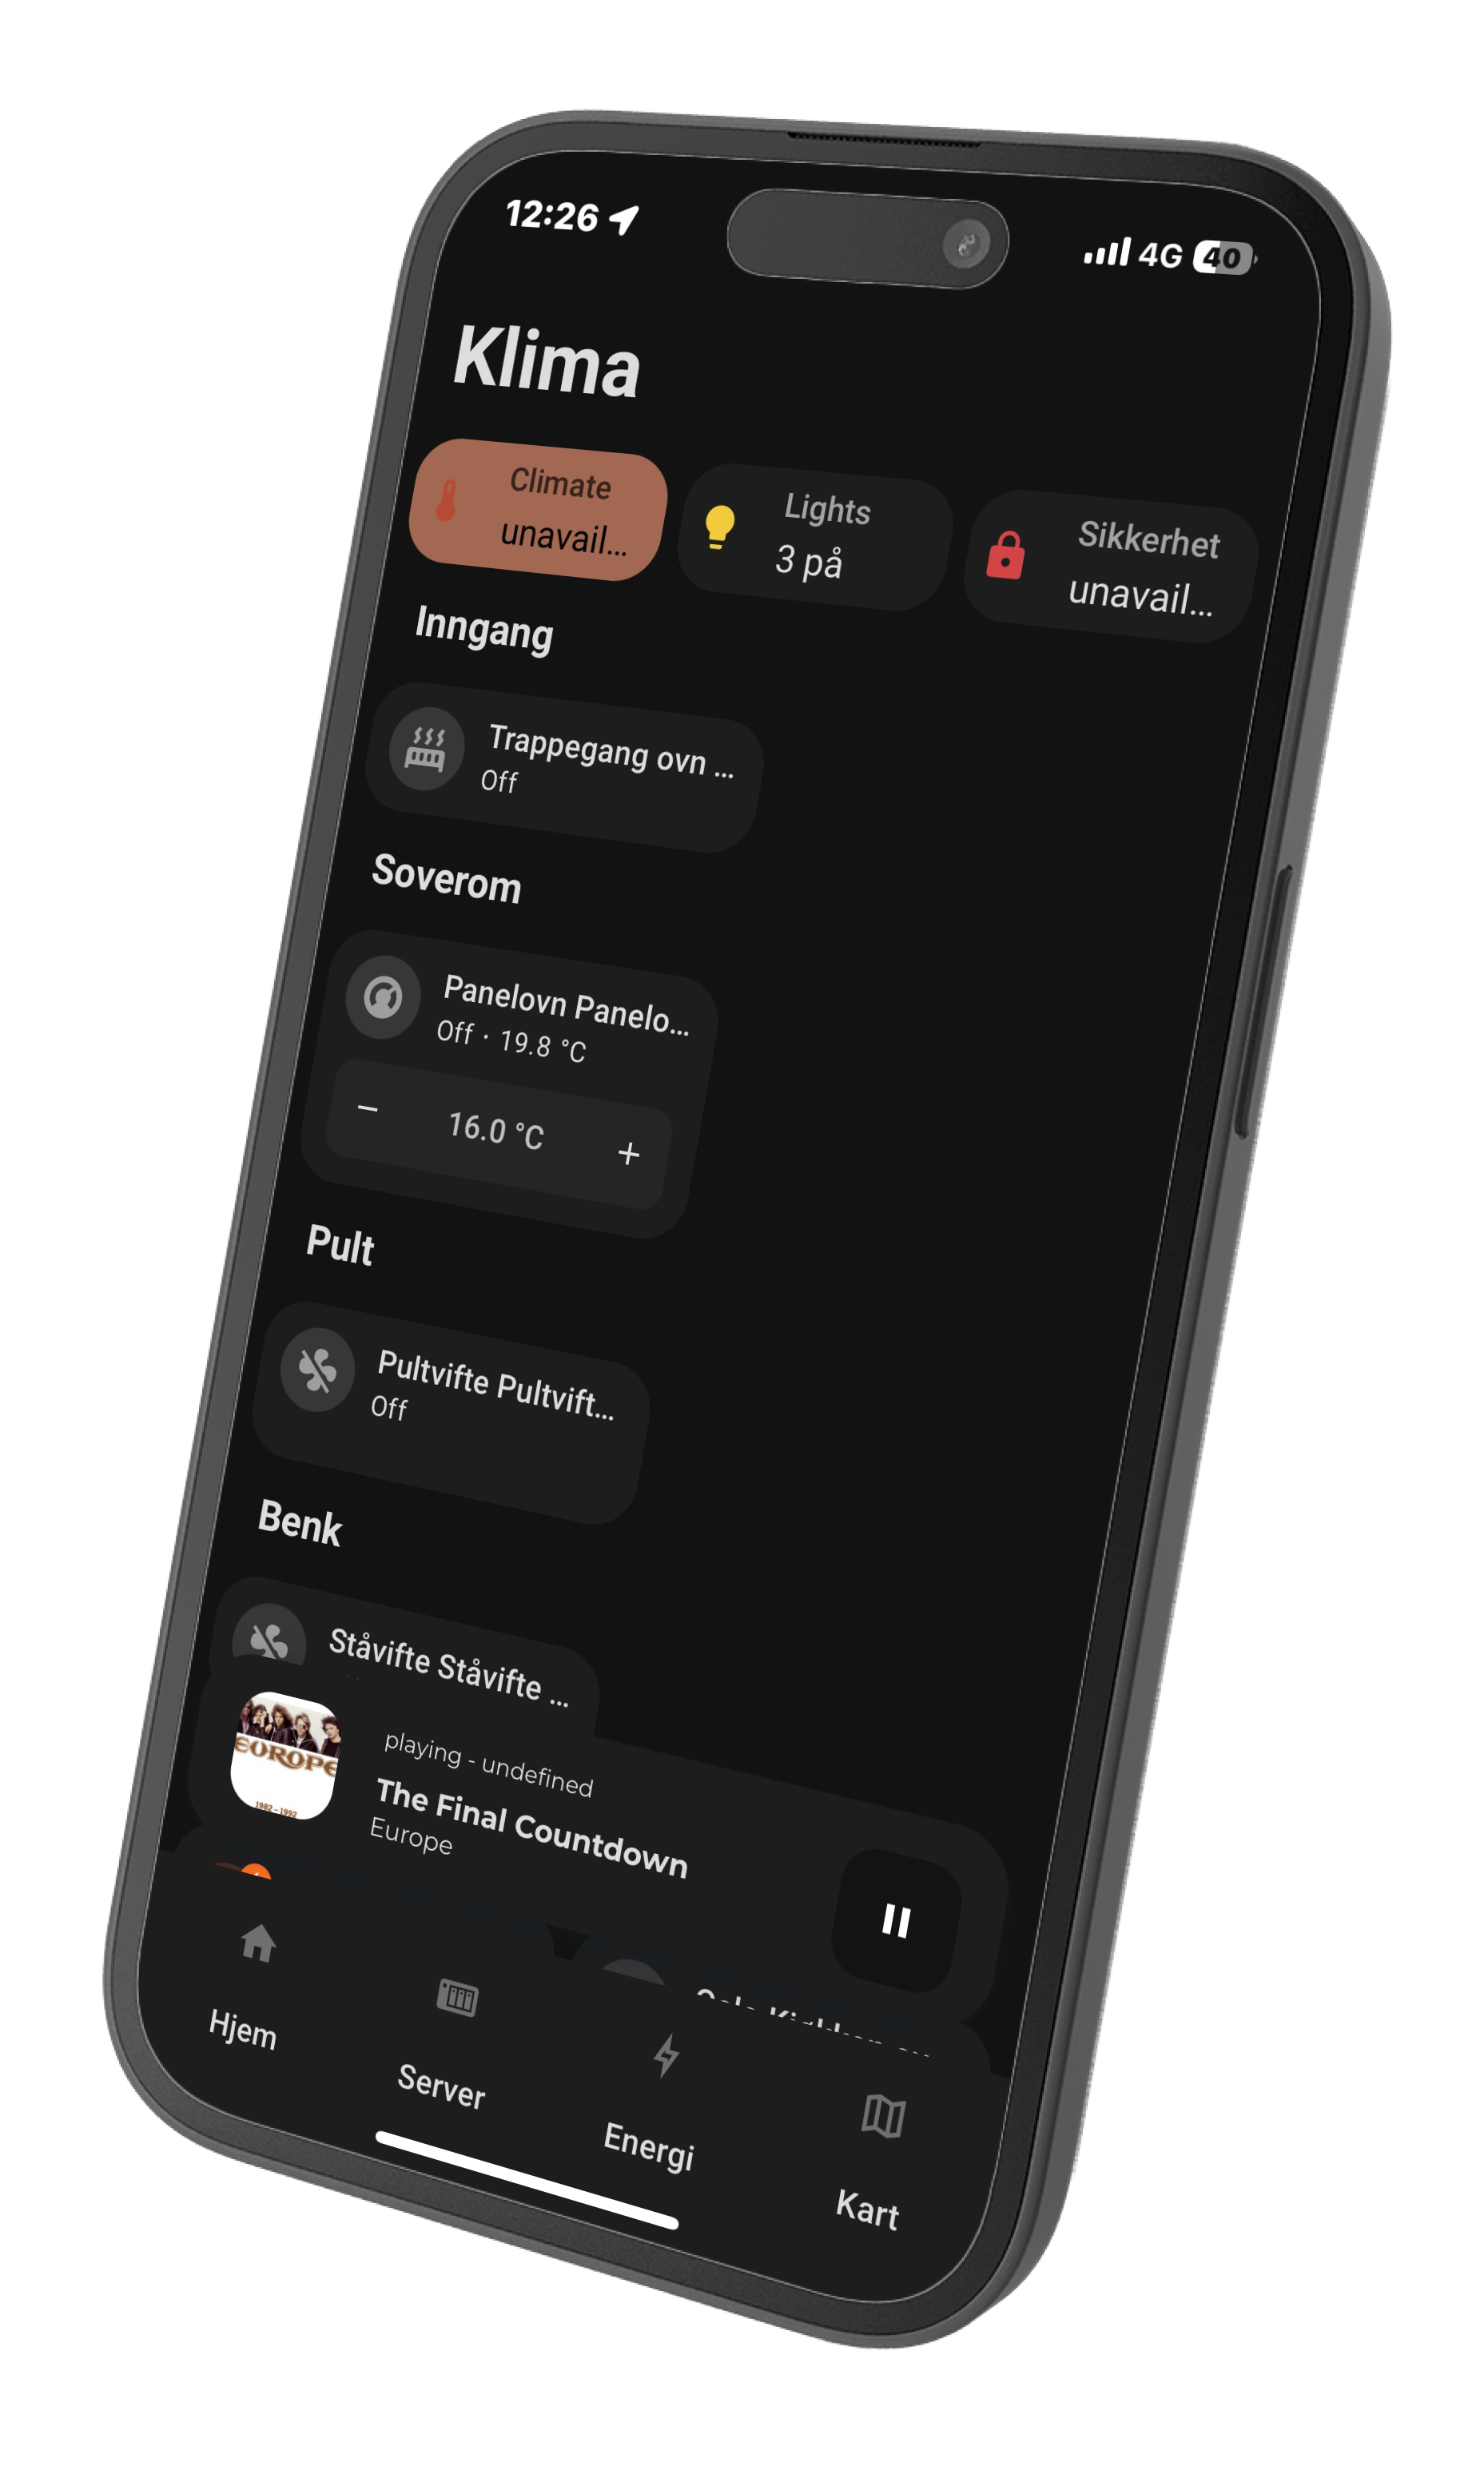 12:26
4G 40
Klima
Climate
unavail...
Lights
3 på
Sikkerhet
unavail...
Inngang
Trappegang ovn ...
Off
Soverom
Panelovn Panelo...
Off · 19.8 °C
− 16.0 °C +
Pult
Pultvifte Pultvift...
Off
Benk
Ståvifte Ståvifte ...
EUROPE
1982 – 1992
playing - undefined
The Final Countdown
Europe
Hjem
Server
Energi
Kart